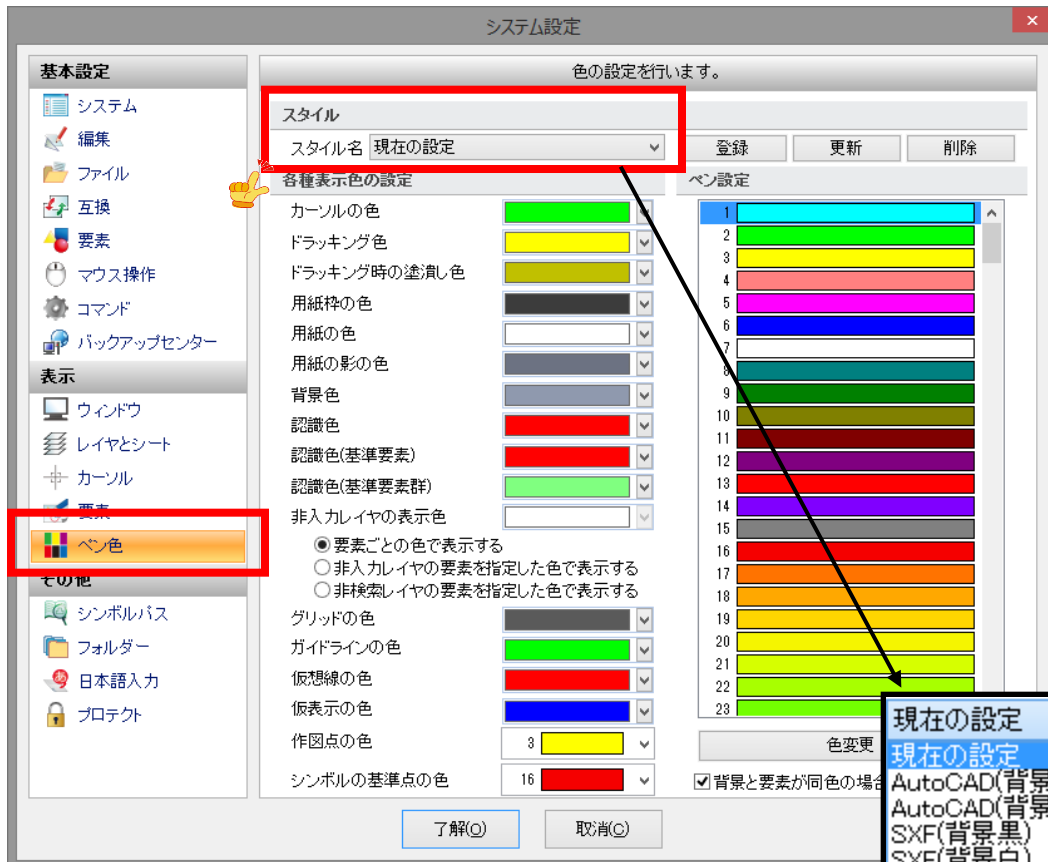 システム設定
基本設定
システム
編集
ファイル
互換
要素
マウス操作
コマンド
バックアップセンター
表示
ウィンドウ
レイヤとシート
カーソル
要素
ペン色
その他
シンボルパス
フォルダー
日本語入力
プロテクト
色の設定を行います。
スタイル
スタイル名 現在の設定
登録 更新 削除
各種表示色の設定
カーソルの色
ドラッキング色
ドラッキング時の塗潰し色
用紙枠の色
用紙の色
用紙の影の色
背景色
認識色
認識色(基準要素)
認識色(基準要素群)
非入力レイヤの表示色
要素ごとの色で表示する
非入力レイヤの要素を指定した色で表示する
非検索レイヤの要素を指定した色で表示する
グリッドの色
ガイドラインの色
仮想線の色
仮表示の色
作図点の色 3
シンボルの基準点の色 16
ペン設定
1
2
3
4
5
6
7
8
9
10
11
12
13
14
15
16
17
18
19
20
21
22
23
色変更
背景と要素が同色の場合
現在の設定
現在の設定
AutoCAD(背景
AutoCAD(背景
SXF(背景黒)
SXF(背景白)
了解(O) 取消(C)